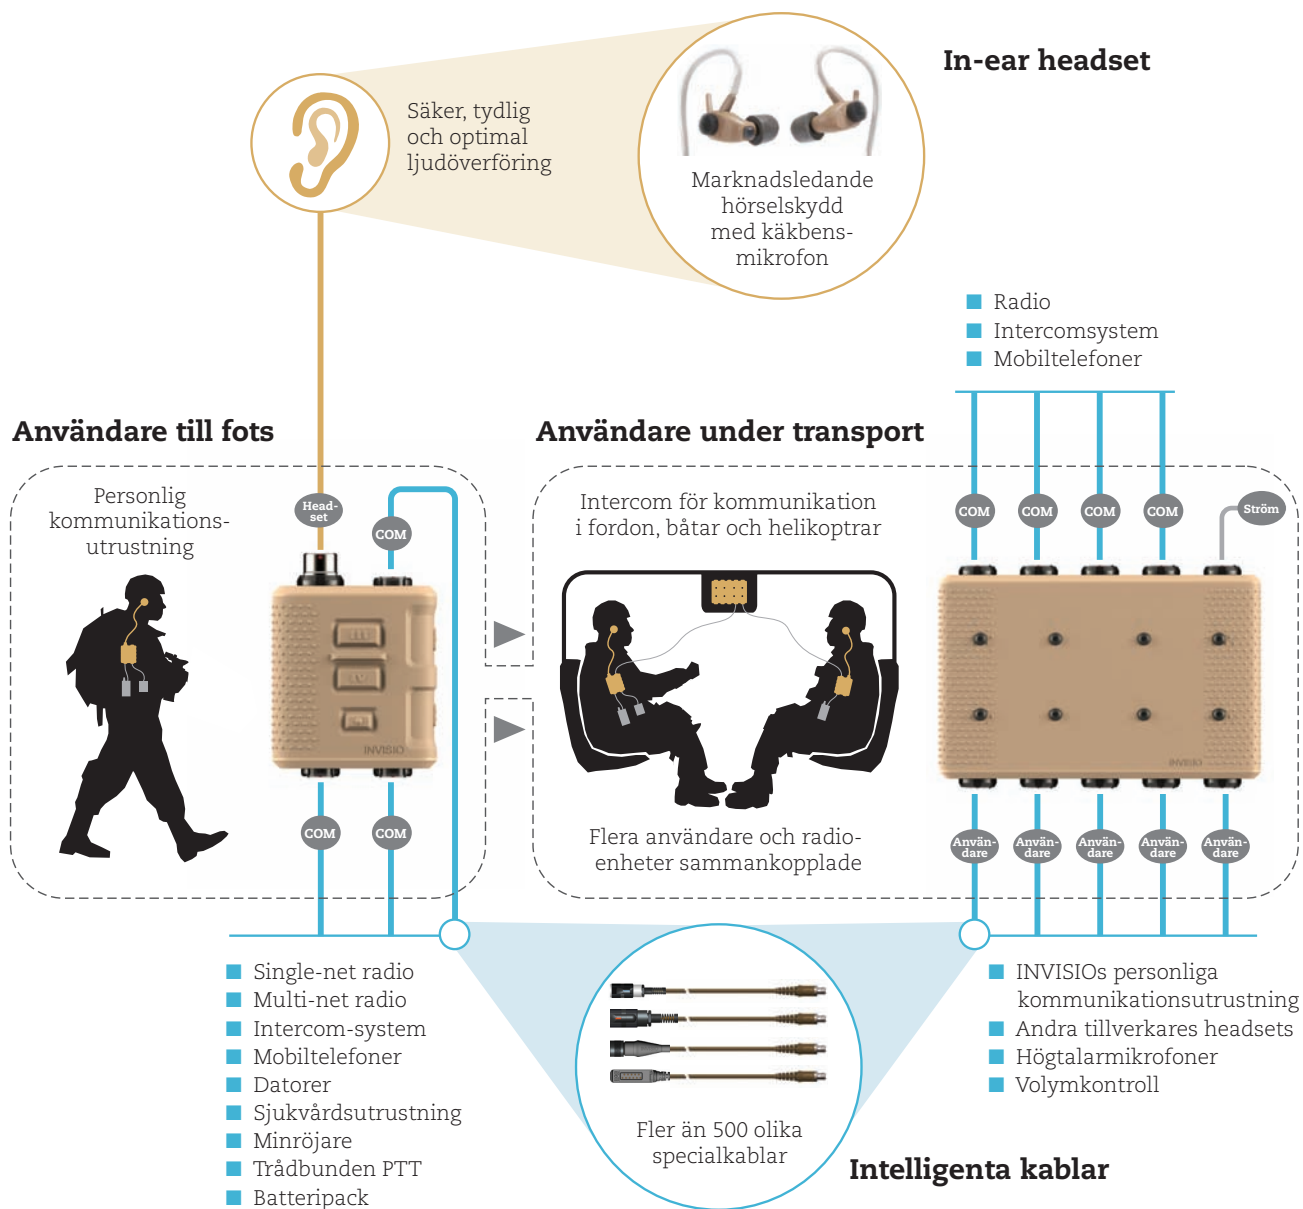 In-ear headset
Säker, tydlig
och optimal
ljudöverföring
Marknadsledande
hörselskydd
med käkbens-
mikrofon
Radio
Intercomsystem
Mobiltelefoner
Användare till fots
Personlig
kommunikations-
utrustning
Head-
set
COM
INVISIO
COM
COM
Användare under transport
Intercom för kommunikation
i fordon, båtar och helikoptrar
Flera användare och radio-
enheter sammankopplade
COM
COM
COM
COM
Ström
INVISIO
Använ-
dare
Använ-
dare
Använ-
dare
Använ-
dare
Använ-
dare
Single-net radio
Multi-net radio
Intercom-system
Mobiltelefoner
Datorer
Sjukvårdsutrustning
Minröjare
Trådbunden PTT
Batteripack
Fler än 500 olika
specialkablar
Intelligenta kablar
INVISIOs personliga
kommunikationsutrustning
Andra tillverkares headsets
Högtalarmikrofoner
Volymkontroll